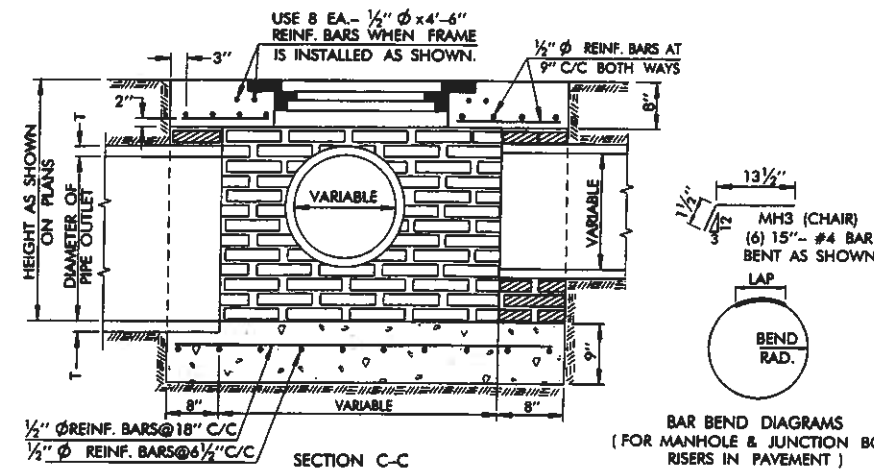 USE 8 EA.- ½" Ø x4'-6"
REINF. BARS WHEN FRAME
IS INSTALLED AS SHOWN.
½" Ø REINF. BARS AT
9" C/C BOTH WAYS
3"
2"
8"
T
HEIGHT AS SHOWN
ON PLANS
DIAMETER OF
PIPE OUTLET
VARIABLE
VARIABLE
T
9"
8"
VARIABLE
8"
½" ØREINF. BARS@18" C/C
½" Ø REINF. BARS@6½"C/C
SECTION C-C
13½"
1½"
12
3
MH3 (CHAIR)
(6) 15"- #4 BAR
BENT AS SHOWN
LAP
BEND
RAD.
BAR BEND DIAGRAMS
( FOR MANHOLE & JUNCTION BO
RISERS IN PAVEMENT )